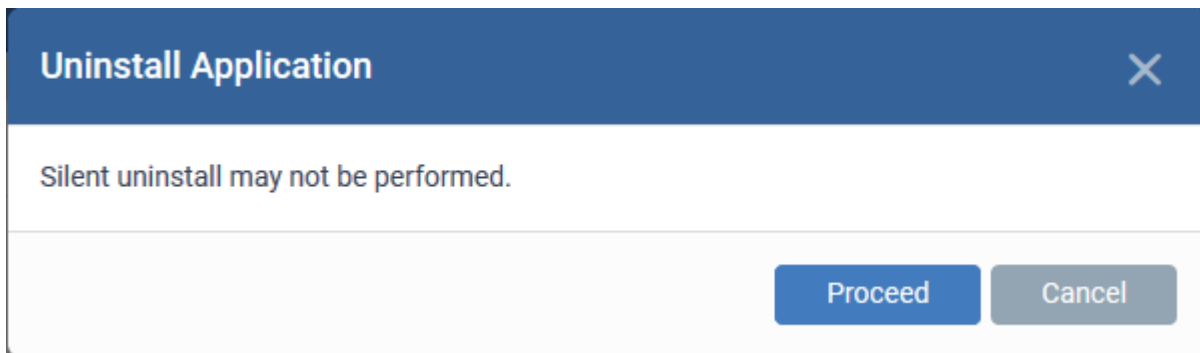 Uninstall Application
Silent uninstall may not be performed.
Proceed Cancel